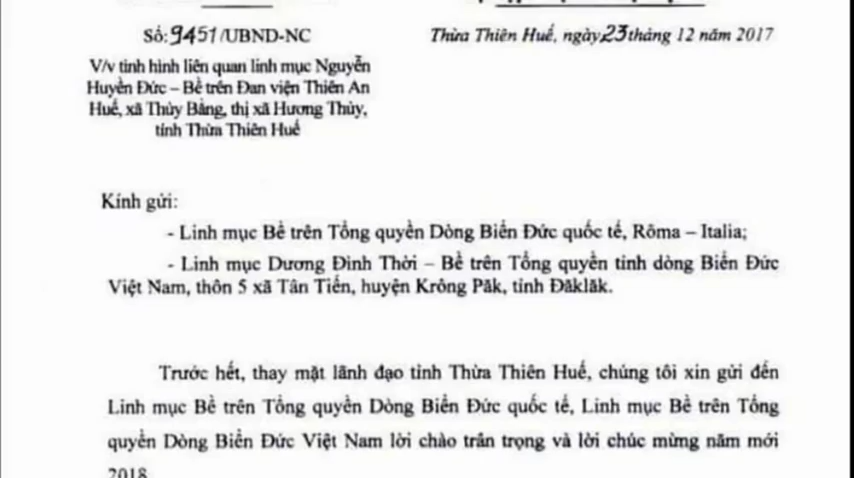 Số: 9451/UBND-NC
Thừa Thiên Huế, ngày 23 tháng 12 năm 2017
V/v tình hình liên quan linh mục Nguyễn
Huyền Đức – Bề trên Đan viện Thiên An
Huế, xã Thủy Bằng, thị xã Hương Thủy,
tỉnh Thừa Thiên Huế
Kính gửi:
- Linh mục Bề trên Tổng quyền Dòng Biển Đức quốc tế, Rôma – Italia;
- Linh mục Dương Đình Thời – Bề trên Tổng quyền tỉnh dòng Biển Đức
Việt Nam, thôn 5 xã Tân Tiến, huyện Krông Păk, tỉnh Đăklăk.
Trước hết, thay mặt lãnh đạo tỉnh Thừa Thiên Huế, chúng tôi xin gửi đến
Linh mục Bề trên Tổng quyền Dòng Biển Đức quốc tế, Linh mục Bề trên Tổng
quyền Dòng Biển Đức Việt Nam lời chào trân trọng và lời chúc mừng năm mới
2018